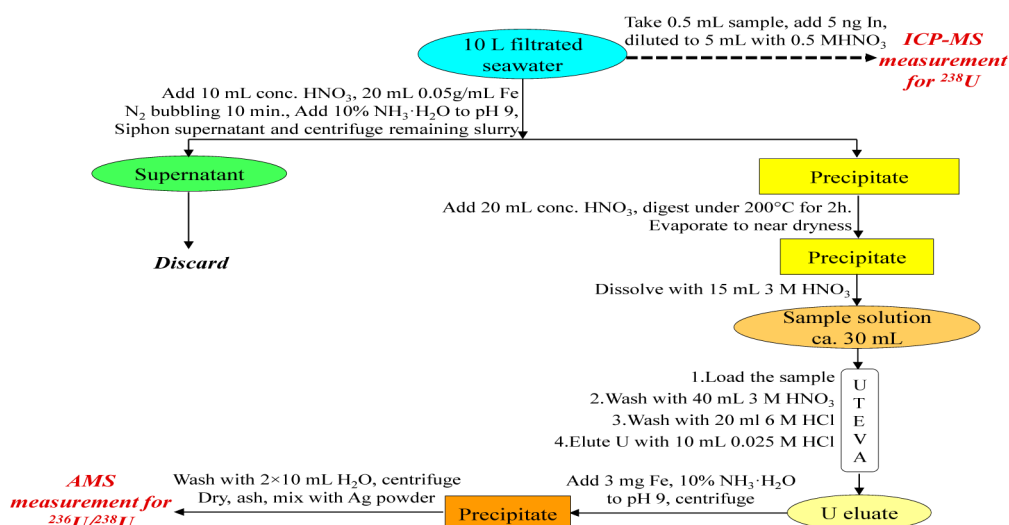 Take 0.5 mL sample, add 5 ng In,
diluted to 5 mL with 0.5 MHNO₃
10 L filtrated
seawater
ICP-MS
measurement
for ²³⁸U
Add 10 mL conc. HNO₃, 20 mL 0.05g/mL Fe
N₂ bubbling 10 min., Add 10% NH₃·H₂O to pH 9,
Siphon supernatant and centrifuge remaining slurry
Supernatant
Precipitate
Add 20 mL conc. HNO₃, digest under 200°C for 2h.
Evaporate to near dryness
Discard
Precipitate
Dissolve with 15 mL 3 M HNO₃
Sample solution
ca. 30 mL
1.Load the sample
2.Wash with 40 mL 3 M HNO₃
3.Wash with 20 ml 6 M HCl
4.Elute U with 10 mL 0.025 M HCl
U
T
E
V
A
AMS
measurement for
²³⁶U/²³⁸U
Wash with 2×10 mL H₂O, centrifuge
Dry, ash, mix with Ag powder
Precipitate
Add 3 mg Fe, 10% NH₃·H₂O
to pH 9, centrifuge
U eluate